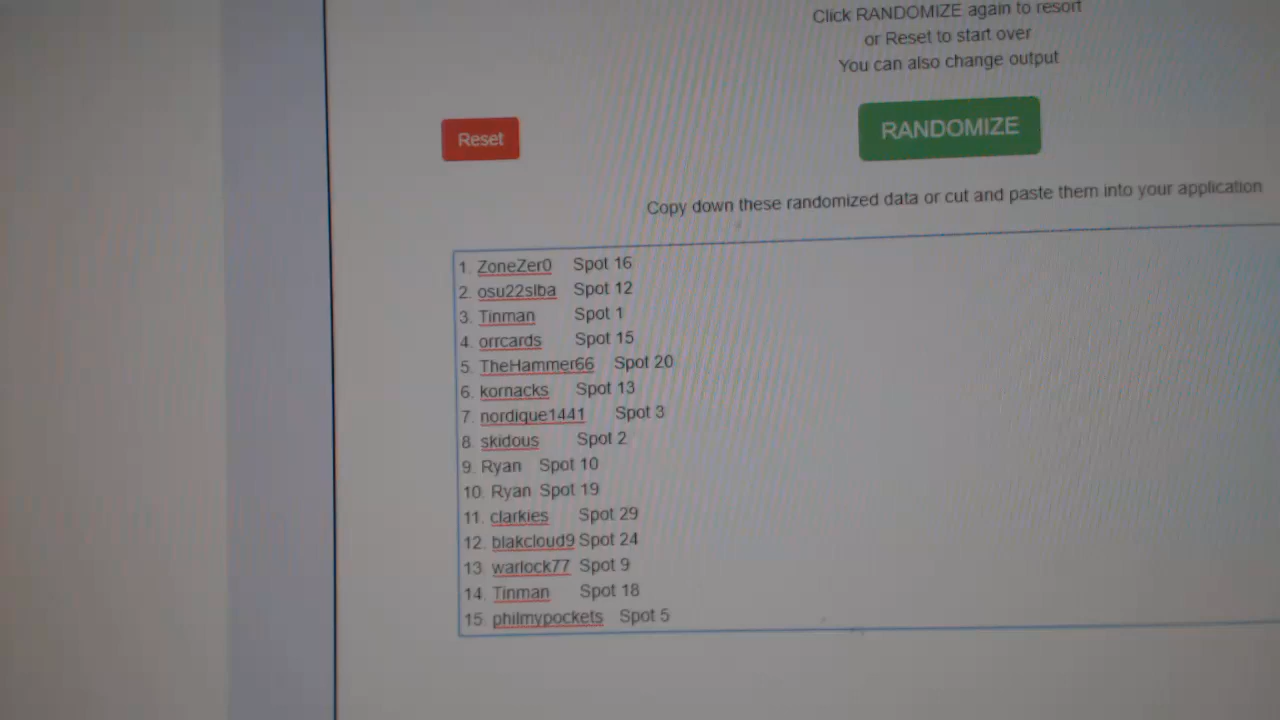 Click RANDOMIZE again to resort
or Reset to start over
You can also change output
Reset
RANDOMIZE
Copy down these randomized data or cut and paste them into your application
1. ZoneZer0 Spot 16
2. osu22slba Spot 12
3. Tinman Spot 1
4. orrcards Spot 15
5. TheHammer66 Spot 20
6. kornacks Spot 13
7. nordique1441 Spot 3
8. skidous Spot 2
9. Ryan Spot 10
10. Ryan Spot 19
11. clarkies Spot 29
12. blakcloud9 Spot 24
13. warlock77 Spot 9
14. Tinman Spot 18
15. philmypockets Spot 5